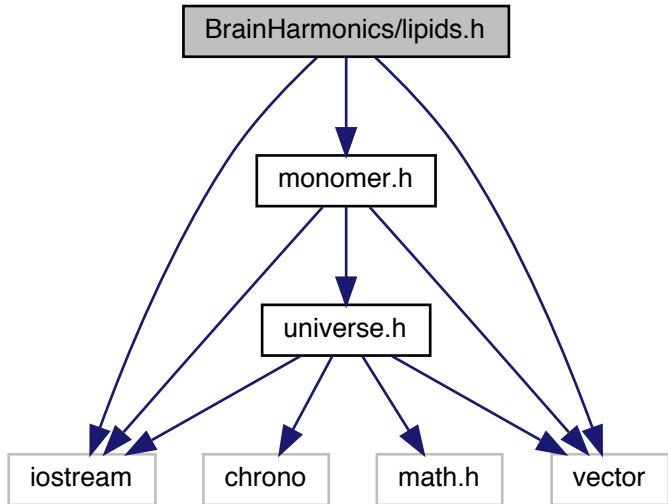 BrainHarmonics/lipids.h
monomer.h
universe.h
iostream
chrono
math.h
vector